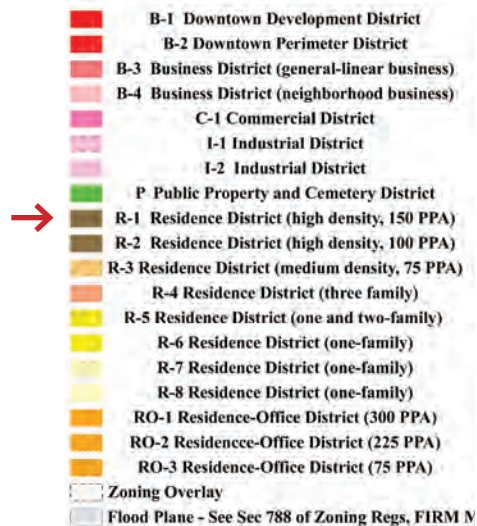 B-1 Downtown Development District
B-2 Downtown Perimeter District
B-3 Business District (general-linear business)
B-4 Business District (neighborhood business)
C-1 Commercial District
I-1 Industrial District
I-2 Industrial District
P Public Property and Cemetery District
R-1 Residence District (high density, 150 PPA)
R-2 Residence District (high density, 100 PPA)
R-3 Residence District (medium density, 75 PPA)
R-4 Residence District (three family)
R-5 Residence District (one and two-family)
R-6 Residence District (one-family)
R-7 Residence District (one-family)
R-8 Residence District (one-family)
RO-1 Residence-Office District (300 PPA)
RO-2 Residencce-Office District (225 PPA)
RO-3 Residence-Office District (75 PPA)
Zoning Overlay
Flood Plane - See Sec 788 of Zoning Regs, FIRM M